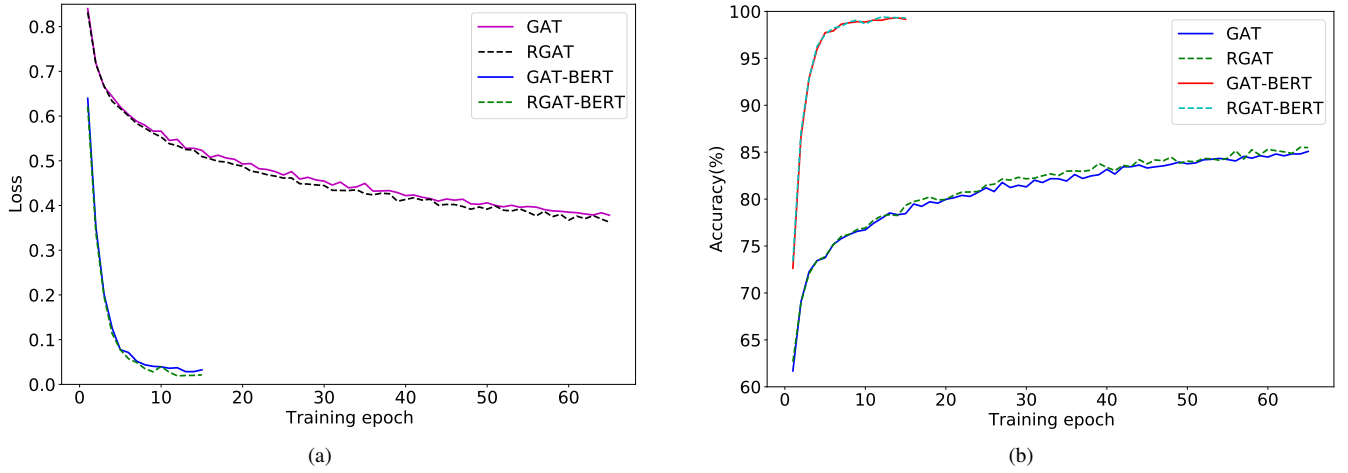 0.8
0.7
0.6
0.5
0.4
0.3
0.2
0.1
0.0
Loss
0 10 20 30 40 50 60
Training epoch
GAT
RGAT
GAT-BERT
RGAT-BERT
(a)
100
95
90
85
80
75
70
65
60
Accuracy(%)
0 10 20 30 40 50 60
Training epoch
GAT
RGAT
GAT-BERT
RGAT-BERT
(b)